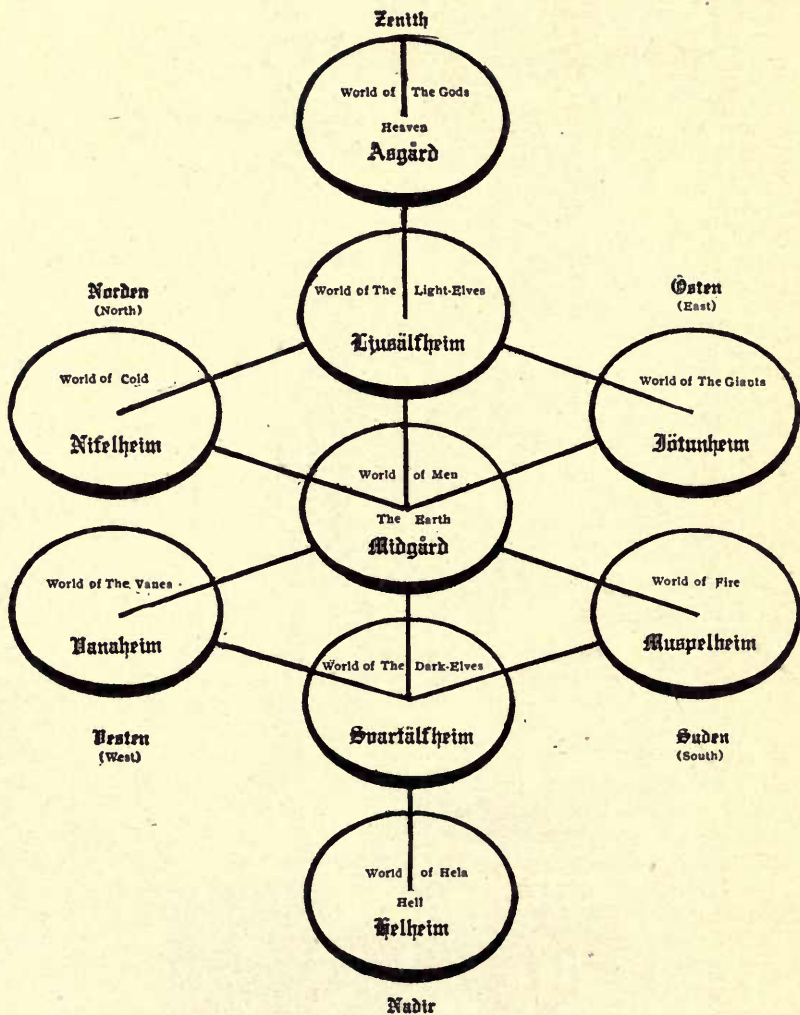 Zenith
World of The Gods
Heaven
Asgård
World of The Light-Elves
Ljusälfheim
Norden
(North)
World of Cold
Nifelheim
Östen
(East)
World of The Giants
Jötunheim
World of Men
The Earth
Midgård
World of The Vanes
Vanaheim
Vesten
(West)
World of Fire
Muspelheim
Suden
(South)
World of The Dark-Elves
Svartälfheim
World of Hela
Hell
Helheim
Nadir